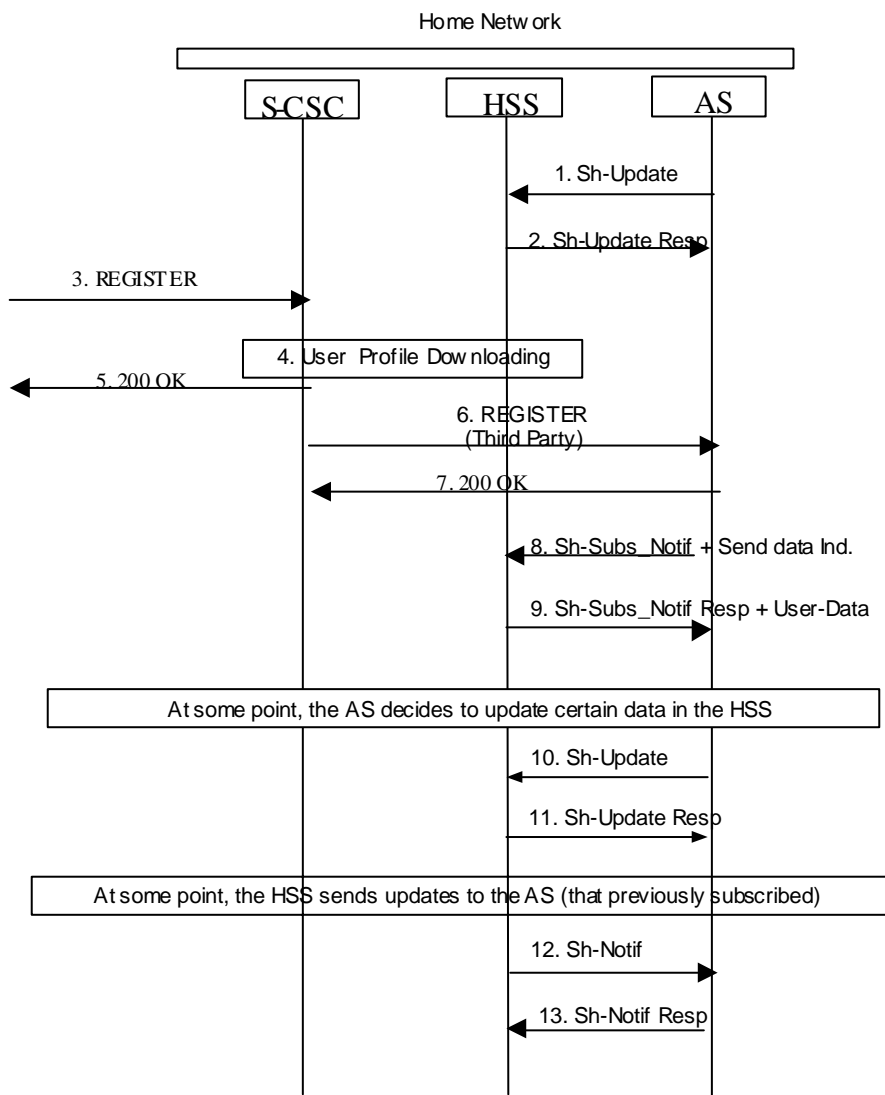 Home Network
S-CSC
HSS
AS
1. Sh-Update
2. Sh-Update Resp
3. REGISTER
4. User Profile Downloading
5. 200 OK
6. REGISTER
(Third Party)
7. 200 OK
8. Sh-Subs_Notif + Send data Ind.
9. Sh-Subs_Notif Resp + User-Data
At some point, the AS decides to update certain data in the HSS
10. Sh-Update
11. Sh-Update Resp
At some point, the HSS sends updates to the AS (that previously subscribed)
12. Sh-Notif
13. Sh-Notif Resp